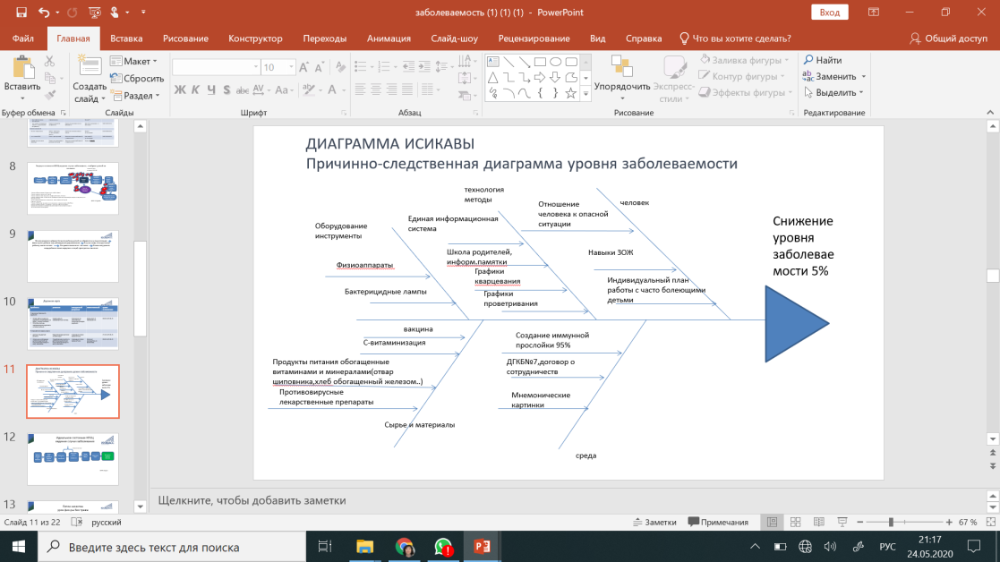 заболеваемость (1) (1) (1) - PowerPoint
Вход
Файл
Главная
Вставка
Рисование
Конструктор
Переходы
Анимация
Слайд-шоу
Рецензирование
Вид
Справка
Что вы хотите сделать?
Общий доступ
Вставить
Создать
слайд
Макет
Сбросить
Раздел
10
Ж К Ч S abc AV Aa
A
Упорядочить
Экспресс-
стили
Заливка фигуры
Контур фигуры
Эффекты фигуры
Найти
Заменить
Выделить
Буфер обмена
Слайды
Шрифт
Абзац
Рисование
Редактирование
8
9
10
11
12
13
ДИАГРАММА ИСИКАВЫ
Причинно-следственная диаграмма уровня заболеваемости
технология
методы
Отношение
человека к опасной
ситуации
человек
Оборудование
инструменты
Единая информационная
система
Снижение
уровня
заболевае
мости 5%
Школа родителей,
информ.памятки
Навыки ЗОЖ
Физиоаппараты
Графики
кварцевания
Индивидуальный план
работы с часто болеющими
детьми
Бактерицидные лампы
Графики
проветривания
вакцина
С-витаминизация
Создание иммунной
прослойки 95%
Продукты питания обогащенные
витаминами и минералами(отвар
шиповника,хлеб обогащенный железом..)
ДГКБ№7,договор о
сотрудничеств
Противовирусные
лекарственные препараты
Мнемонические
картинки
Сырье и материалы
среда
Щелкните, чтобы добавить заметки
Слайд 11 из 22
русский
Заметки
Примечания
67 %
Введите здесь текст для поиска
РУС
21:17
24.05.2020